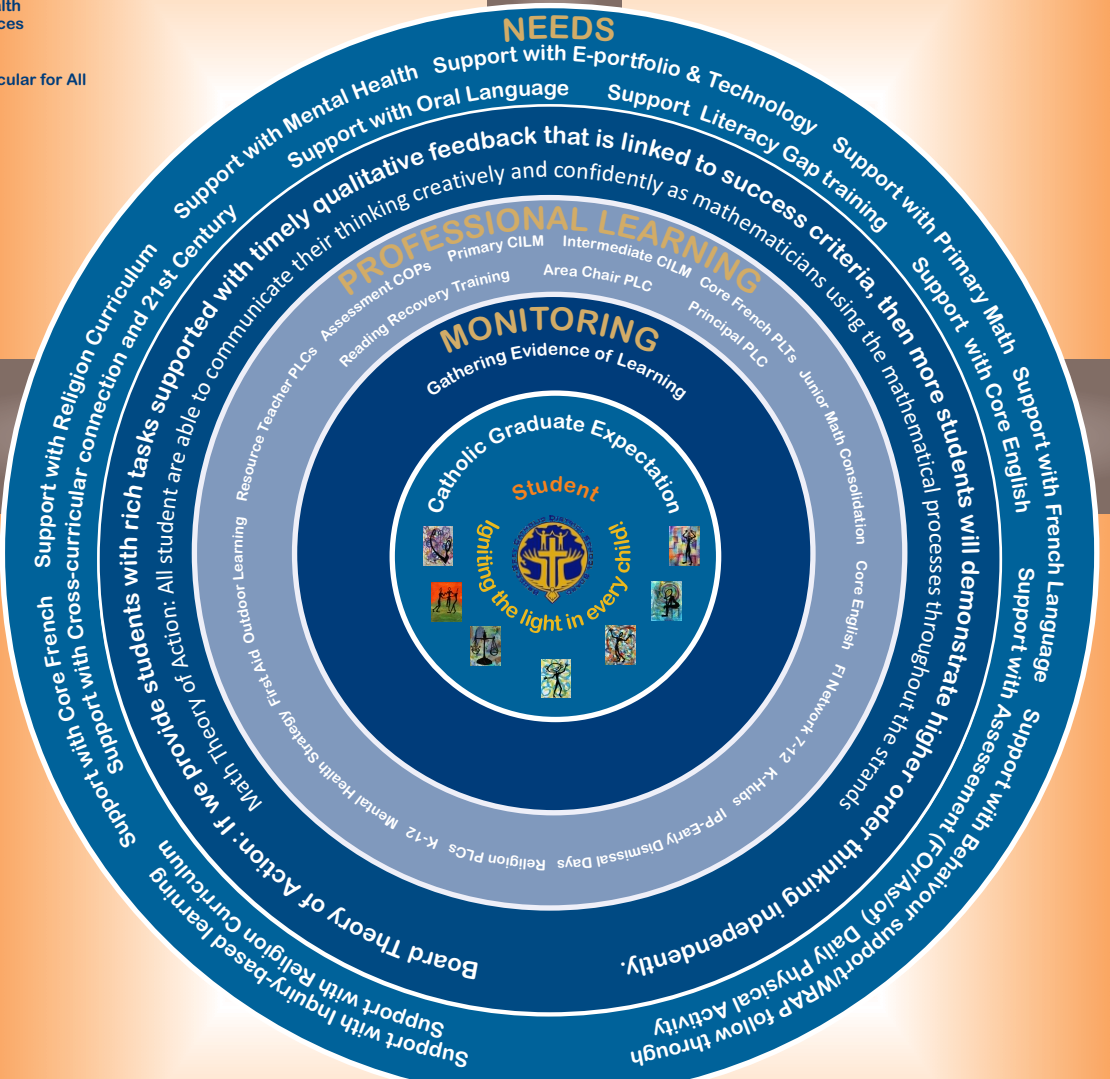 alth
ces
cular for All
NEEDS
Support with Core French Support with Religion Curriculum Support with Mental Health Support with E-portfolio & Technology Support with Primary Math Support with French Language Support with Behaivour support/WRAP follow through
Support with Cross-curricular connection and 21st Century Support with Oral Language Support Literacy Gap training Support with Core English Support with Assessement (FOr/As/of) Daily Physical Activity
Support with Inquiry-based learning
Support with Religion Curriculum
Board Theory of Action: If we provide students with rich tasks supported with timely qualitative feedback that is linked to success criteria, then more students will demonstrate higher order thinking independently.
Math Theory of Action: All student are able to communicate their thinking creatively and confidently as mathematicians using the mathematical processes throughout the strands
PROFESSIONAL LEARNING
K-12 Mental Health Strategy First Aid Outdoor Learning Resource Teacher PLCs Assessment COPs Primary CILM Intermediate CILM Core French PLTs Junior Math Consolidation Core English FI Network 7-12 K-Hubs IPP-Early Dismissal Days Religion PLCs
Reading Recovery Training Area Chair PLC Principal PLC
MONITORING
Gathering Evidence of Learning
Catholic Graduate Expectation
Student
Igniting the light in every child!